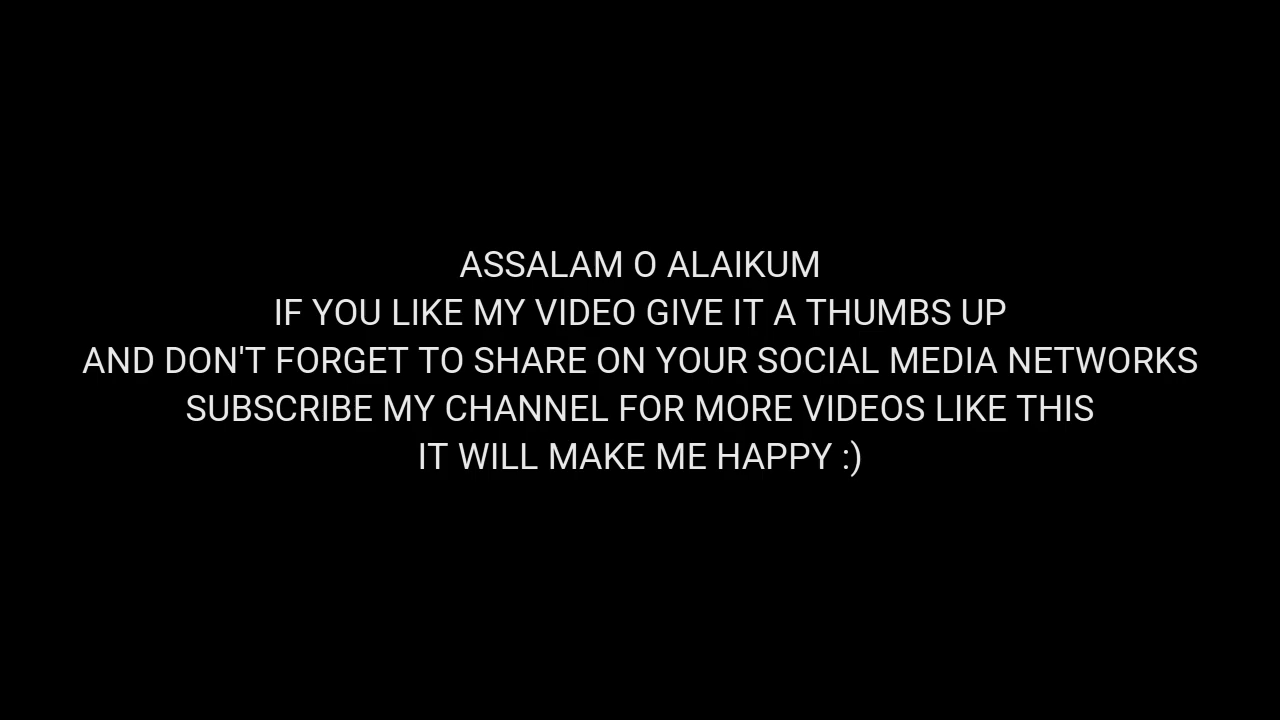 ASSALAM O ALAIKUM
IF YOU LIKE MY VIDEO GIVE IT A THUMBS UP
AND DON'T FORGET TO SHARE ON YOUR SOCIAL MEDIA NETWORKS
SUBSCRIBE MY CHANNEL FOR MORE VIDEOS LIKE THIS
IT WILL MAKE ME HAPPY :)